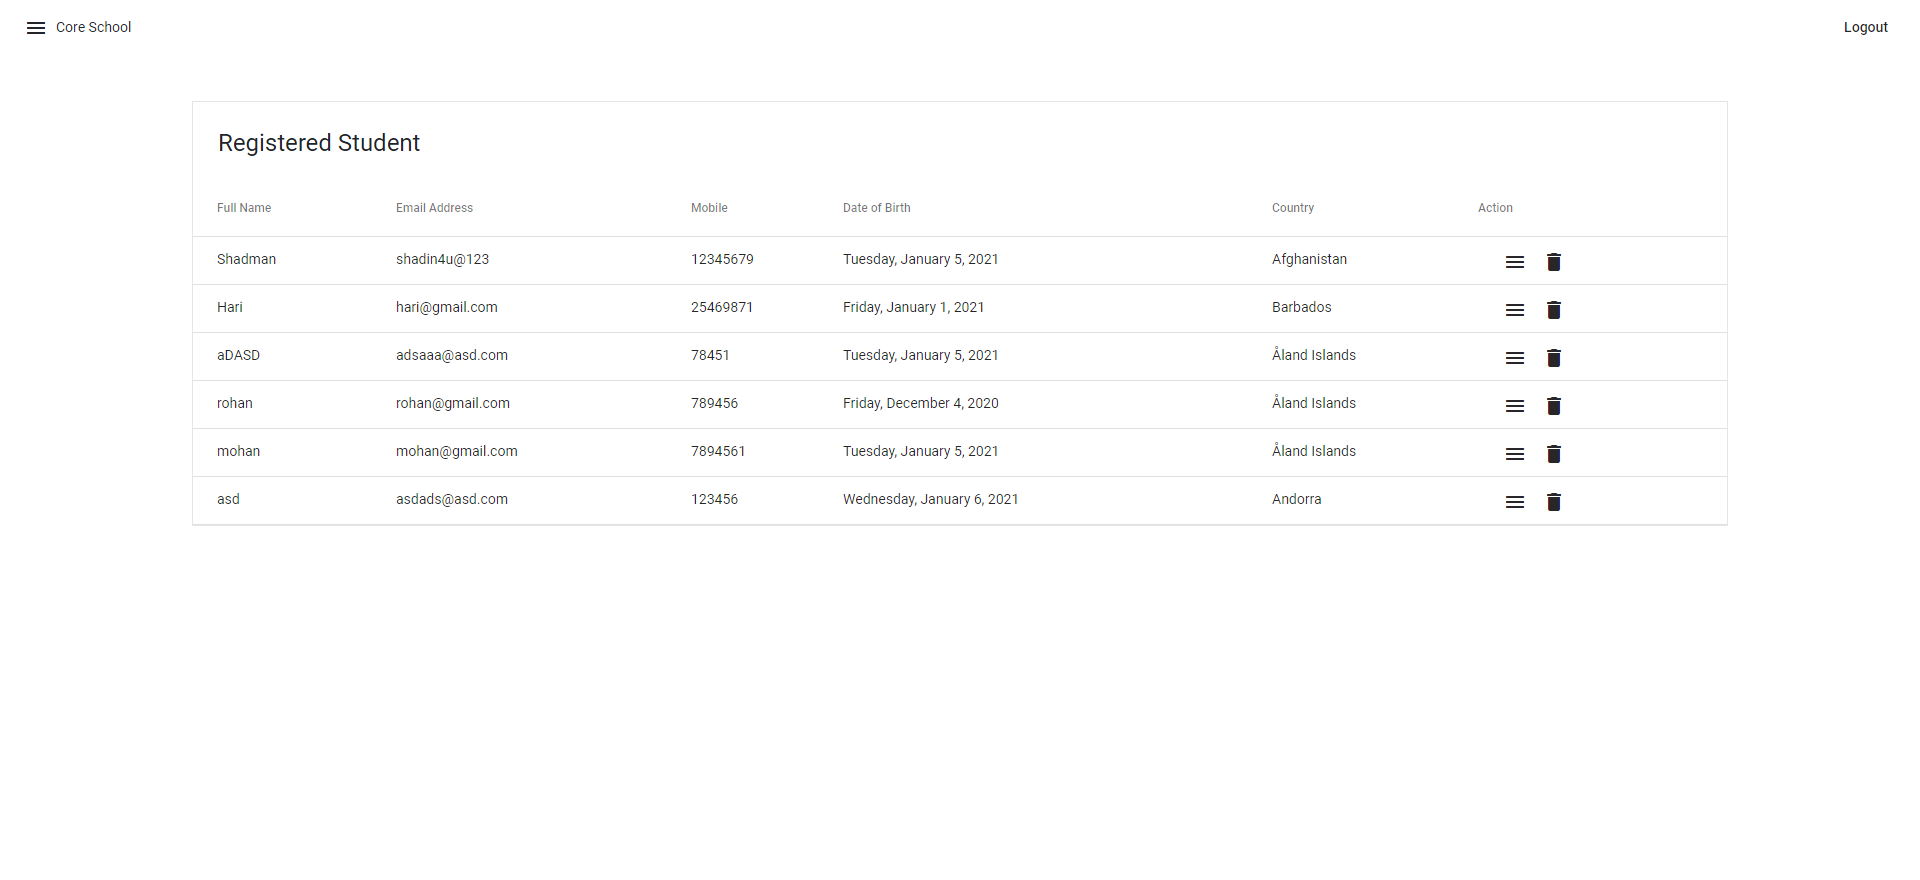 Core School Logout
Registered Student
Full Name Email Address Mobile Date of Birth Country Action
Shadman shadin4u@123 12345679 Tuesday, January 5, 2021 Afghanistan
Hari hari@gmail.com 25469871 Friday, January 1, 2021 Barbados
aDASD adsaaa@asd.com 78451 Tuesday, January 5, 2021 Åland Islands
rohan rohan@gmail.com 789456 Friday, December 4, 2020 Åland Islands
mohan mohan@gmail.com 7894561 Tuesday, January 5, 2021 Åland Islands
asd asdads@asd.com 123456 Wednesday, January 6, 2021 Andorra